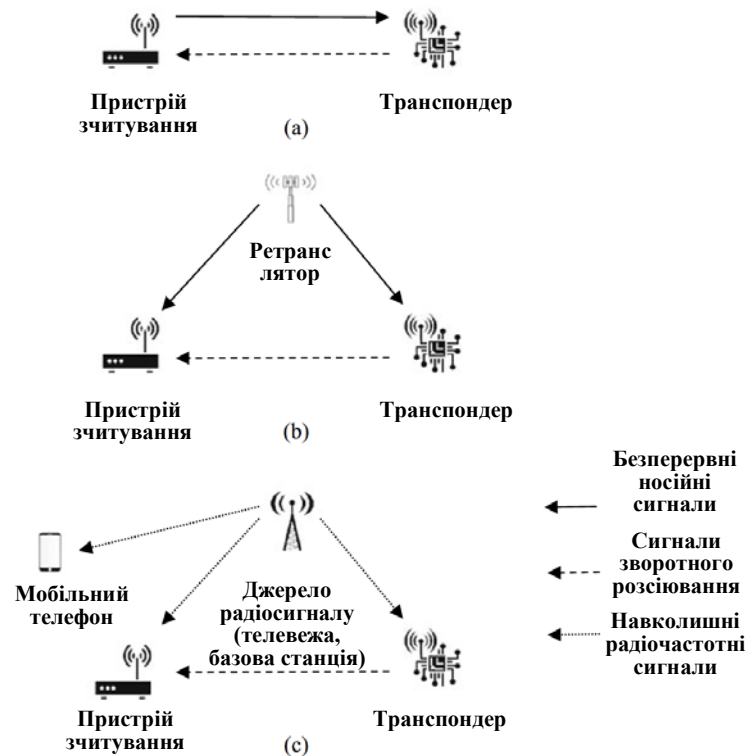 Пристрій
зчитування
Транспондер
(a)
Ретранс
лятор
Пристрій
зчитування
Транспондер
(b)
Мобільний
телефон
Джерело
радіосигналу
(телевежа,
базова станція)
Пристрій
зчитування
Транспондер
(c)
Безперервні
носійні
сигнали
Сигнали
зворотного
розсіювання
Навколишні
радіочастотні
сигнали